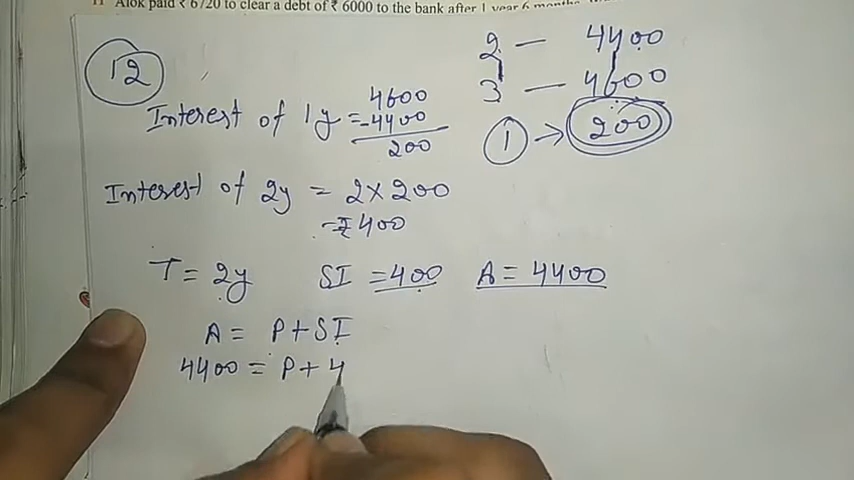 11 Alok paid ₹ 6720 to clear a debt of ₹ 6000 to the bank after 1 year 6 months.
12
2 — 4400
3 — 4600
1 → 200
Interest of 1y = 4600
-4400
200
Interest of 2y = 2×200
=₹400
T = 2y SI = 400 A = 4400
A = P + SI
4400 = P + 4